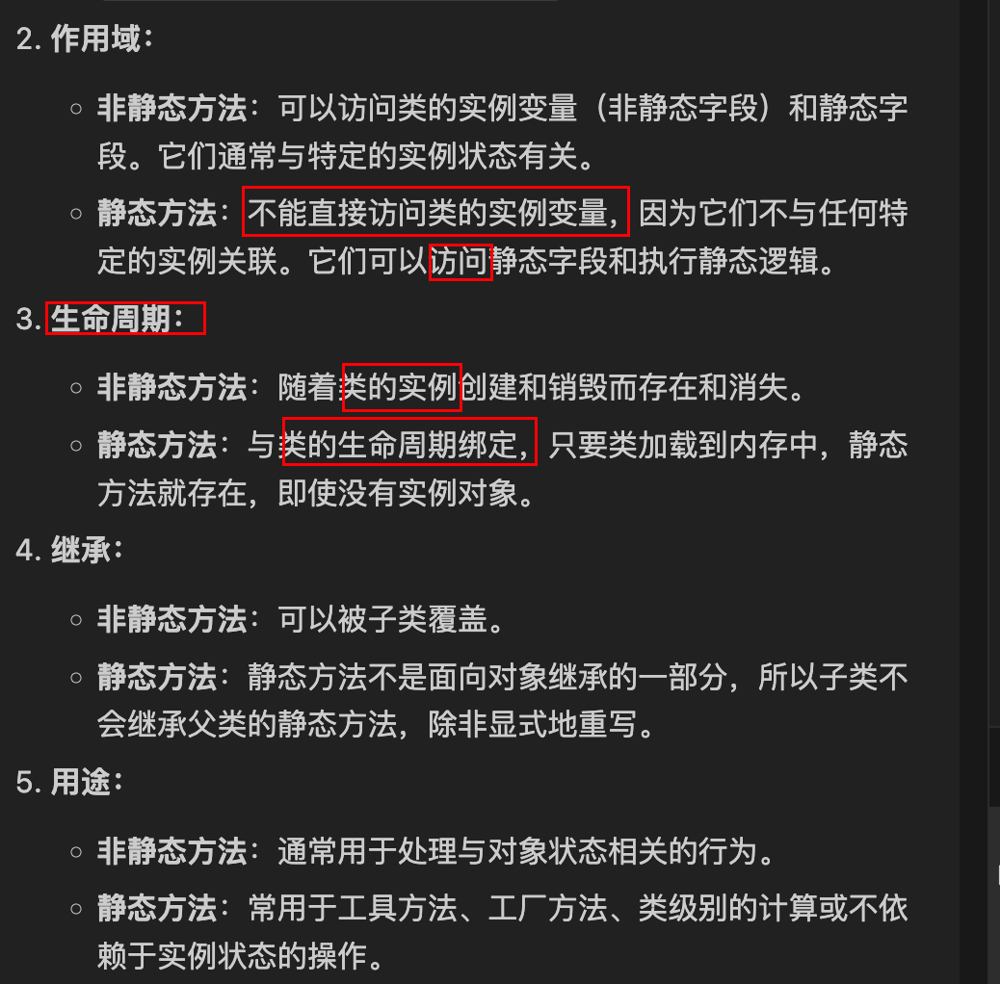 2. 作用域：
非静态方法：可以访问类的实例变量（非静态字段）和静态字
段。它们通常与特定的实例状态有关。
静态方法：不能直接访问类的实例变量，因为它们不与任何特
定的实例关联。它们可以访问静态字段和执行静态逻辑。
3. 生命周期：
非静态方法：随着类的实例创建和销毁而存在和消失。
静态方法：与类的生命周期绑定，只要类加载到内存中，静态
方法就存在，即使没有实例对象。
4. 继承：
非静态方法：可以被子类覆盖。
静态方法：静态方法不是面向对象继承的一部分，所以子类不
会继承父类的静态方法，除非显式地重写。
5. 用途：
非静态方法：通常用于处理与对象状态相关的行为。
静态方法：常用于工具方法、工厂方法、类级别的计算或不依
赖于实例状态的操作。